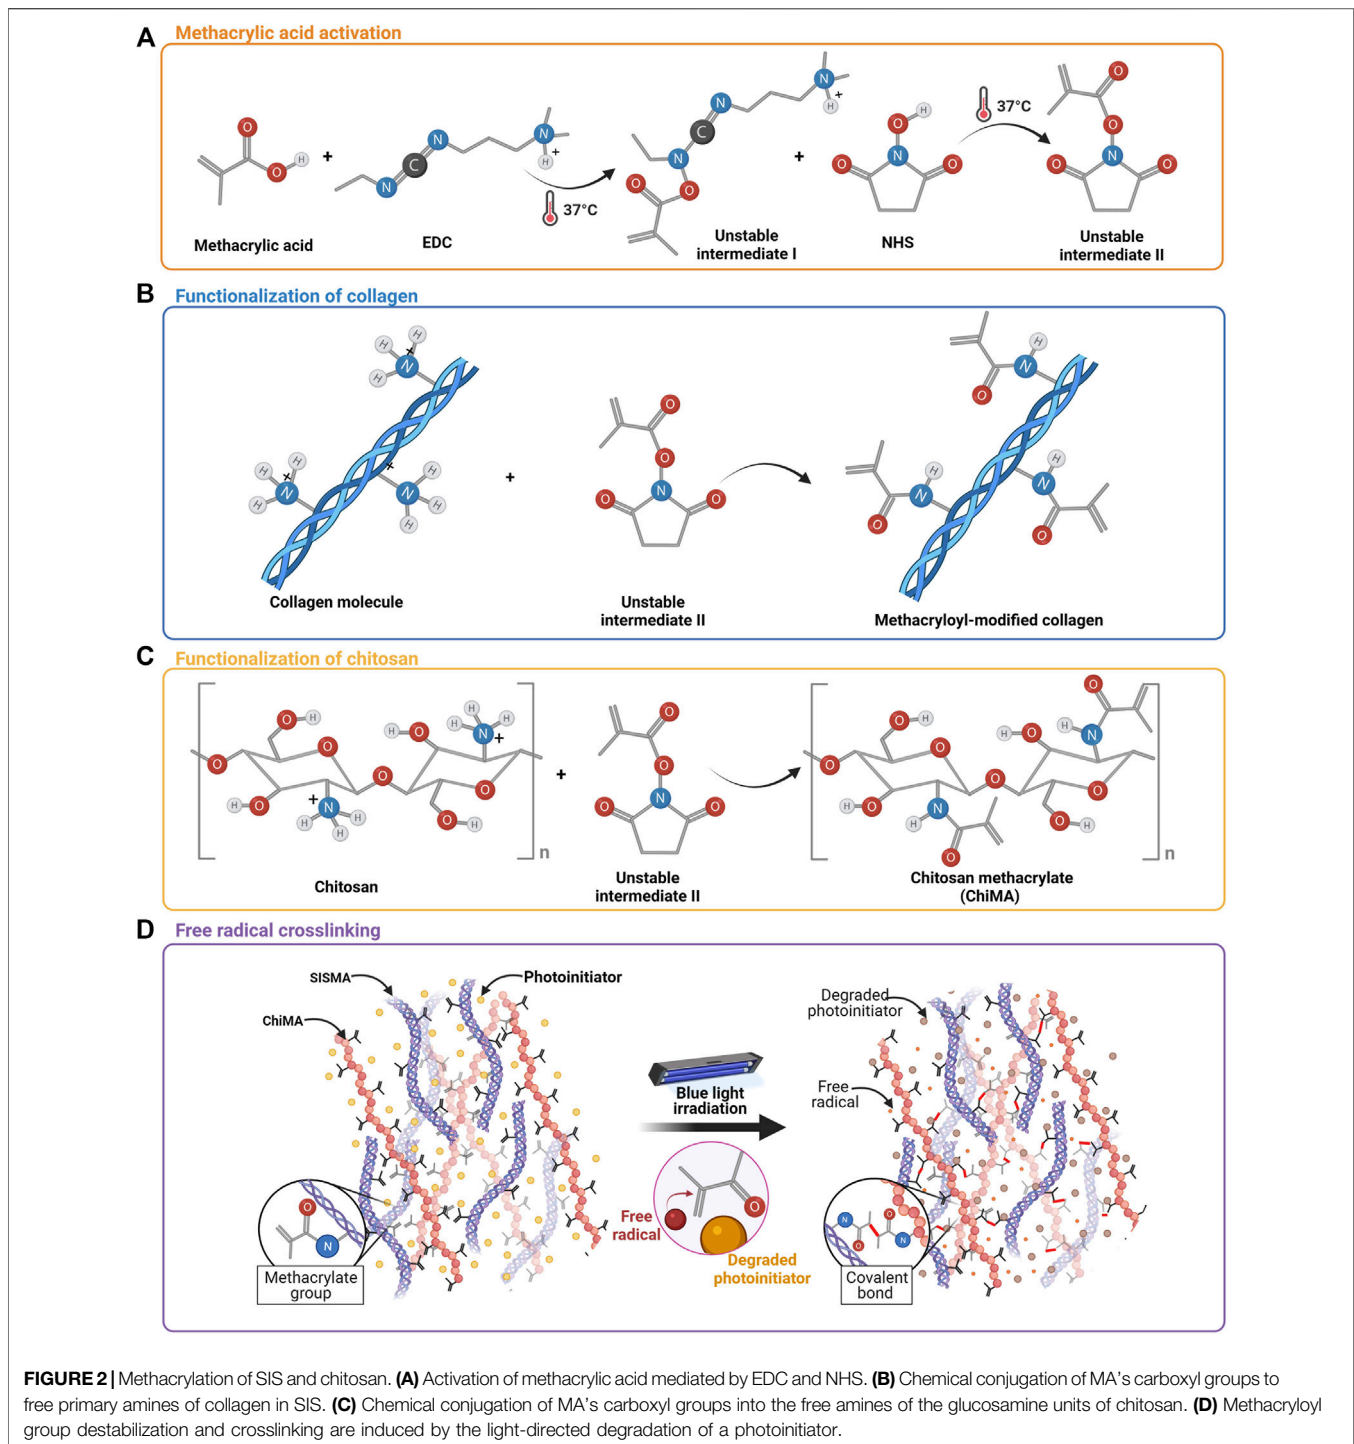 A Methacrylic acid activation
O
O
H
+
N
C
N
N
H
+
37°C
N
C
N
O
O
N
H
+
+
O
H
N
O
O
37°C
O
O
N
O
O
Methacrylic acid
EDC
Unstable
intermediate I
NHS
Unstable
intermediate II
B Functionalization of collagen
H
H
H
N
+
H
H
H
N
+
+
H
H
H
N
+
O
O
N
O
O
H
N
O
H
N
O
H
N
O
Collagen molecule
Unstable
intermediate II
Methacryloyl-modified collagen
C Functionalization of chitosan
O
H
O
O
H
O
N
H
H
H
+
O
H
O
N
H
H
H
+
O
O
H
n
+
O
O
N
O
O
O
H
O
O
H
O
N
H
O
O
H
O
N
H
O
O
O
H
n
Chitosan
Unstable
intermediate II
Chitosan methacrylate
(ChiMA)
D Free radical crosslinking
SISMA
Photoinitiator
ChiMA
O
N
Methacrylate
group
Blue light
irradiation
O
Free
radical
Degraded
photoinitiator
Degraded
photoinitiator
Free
radical
N
O
O
N
Covalent
bond
FIGURE 2 | Methacrylation of SIS and chitosan. (A) Activation of methacrylic acid mediated by EDC and NHS. (B) Chemical conjugation of MA's carboxyl groups to
free primary amines of collagen in SIS. (C) Chemical conjugation of MA's carboxyl groups into the free amines of the glucosamine units of chitosan. (D) Methacryloyl
group destabilization and crosslinking are induced by the light-directed degradation of a photoinitiator.